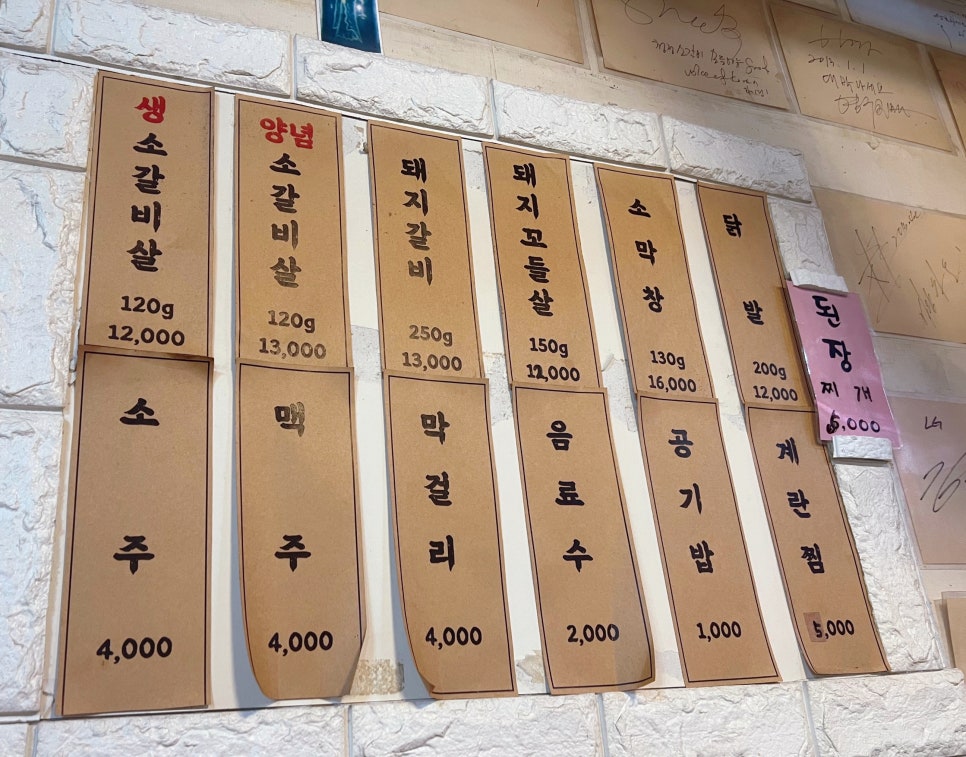 생
소갈비살
120g
12,000
양념
소갈비살
120g
13,000
돼지갈비
250g
13,000
돼지꼬들살
150g
12,000
소막창
130g
16,000
닭발
200g
12,000
된장
찌개
6,000
소주
4,000
맥주
4,000
막걸리
4,000
음료수
2,000
공기밥
1,000
계란찜
5,000
2013.1.1
LG